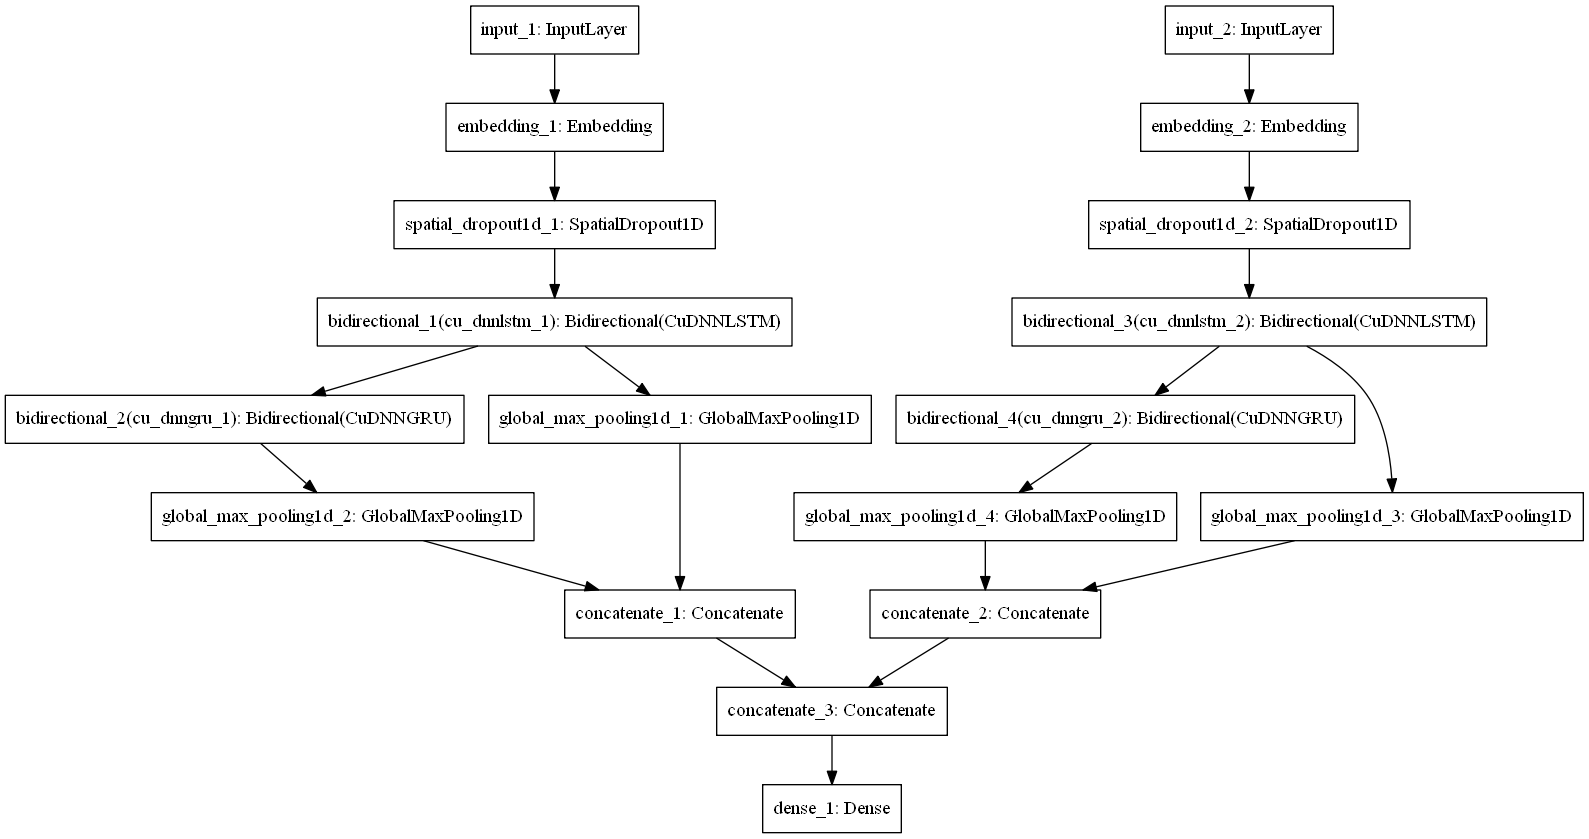 input_1: InputLayer
input_2: InputLayer
embedding_1: Embedding
embedding_2: Embedding
spatial_dropout1d_1: SpatialDropout1D
spatial_dropout1d_2: SpatialDropout1D
bidirectional_1(cu_dnnlstm_1): Bidirectional(CuDNNLSTM)
bidirectional_3(cu_dnnlstm_2): Bidirectional(CuDNNLSTM)
bidirectional_2(cu_dnngru_1): Bidirectional(CuDNNGRU)
global_max_pooling1d_1: GlobalMaxPooling1D
bidirectional_4(cu_dnngru_2): Bidirectional(CuDNNGRU)
global_max_pooling1d_2: GlobalMaxPooling1D
global_max_pooling1d_4: GlobalMaxPooling1D
global_max_pooling1d_3: GlobalMaxPooling1D
concatenate_1: Concatenate
concatenate_2: Concatenate
concatenate_3: Concatenate
dense_1: Dense